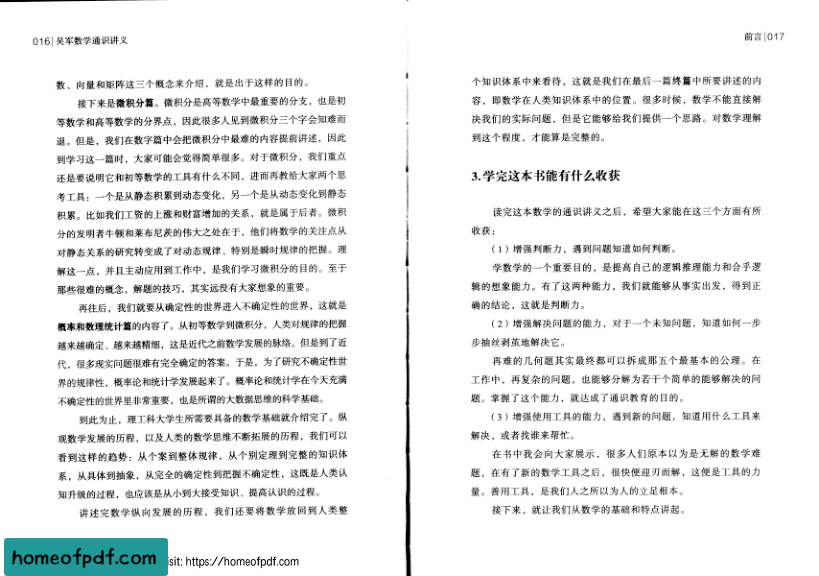 016|吴军数学通识讲义
数、向量和矩阵这三个概念来介绍，就是出于这样的目的。
接下来是微积分篇。微积分是高等数学中最重要的分支，也是初
等数学和高等数学的分界点，因此很多人见到微积分三个字会知难而
退。但是，我们在数字篇中会把微积分中最难的内容提前讲述，因此
到学习这一篇时，大家可能会觉得简单很多。对于微积分，我们重点
还是要说明它和初等数学的工具有什么不同，进而再教给大家两个思
考工具：一个是从静态积累到动态变化，另一个是从动态变化到静态
积累。比如我们工资的上涨和财富增加的关系，就是属于后者。微积
分的发明者牛顿和莱布尼茨的伟大之处在于，他们将数学的关注点从
对静态关系的研究转变成了对动态规律、特别是瞬时规律的把握。理
解这一点，并且主动应用到工作中，是我们学习微积分的目的。至于
那些很难的概念，解题的技巧，其实远没有大家想象的重要。
再往后，我们就要从确定性的世界进入不确定性的世界，这就是
概率和数理统计篇的内容了。从初等数学到微积分，人类对规律的把握
越来越确定、越来越精细，这是近代之前数学发展的脉络。但是到了近
代，很多现实问题很难有完全确定的答案。于是，为了研究不确定性世
界的规律性，概率论和统计学发展起来了。概率论和统计学在今天充满
不确定性的世界里非常重要，也是所谓的大数据思维的科学基础。
到此为止，理工科大学生所需要具备的数学基础就介绍完了。纵
观数学发展的历程，以及人类的数学思维不断拓展的历程，我们可以
看到这样的趋势：从个案到整体规律，从个别定理到完整的知识体
系，从具体到抽象，从完全的确定性到把握不确定性，这既是人类认
知升级的过程，也应该是从小到大接受知识、提高认识的过程。
讲述完数学纵向发展的历程，我们还要将数学放回到人类整
homeofpdf.com
sit: https://homeofpdf.com
前言|017
个知识体系中来看待，这就是我们在最后一篇终篇中所要讲述的内
容，即数学在人类知识体系中的位置。很多时候，数学不能直接解
决我们的实际问题，但是它能够给我们提供一个思路。对数学理解
到这个程度，才能算是完整的。
3.学完这本书能有什么收获
读完这本数学的通识讲义之后，希望大家能在这三个方面有所
收获：
（1）增强判断力，遇到问题知道如何判断。
学数学的一个重要目的，是提高自己的逻辑推理能力和合乎逻
辑的想象能力。有了这两种能力，我们就能够从事实出发，得到正
确的结论，这就是判断力。
（2）增强解决问题的能力，对于一个未知问题，知道如何一步
步抽丝剥茧地解决它。
再难的几何题其实最终都可以拆成那五个最基本的公理。在
工作中，再复杂的问题，也能够分解为若干个简单的能够解决的问
题。掌握了这个能力，就达成了通识教育的目的。
（3）增强使用工具的能力，遇到新的问题，知道用什么工具来
解决，或者找谁来帮忙。
在书中我会向大家展示，很多人们原本以为是无解的数学难
题，在有了新的数学工具之后，很快便迎刃而解，这便是工具的力
量。善用工具，是我们人之所以为人的立足根本。
接下来，就让我们从数学的基础和特点讲起。